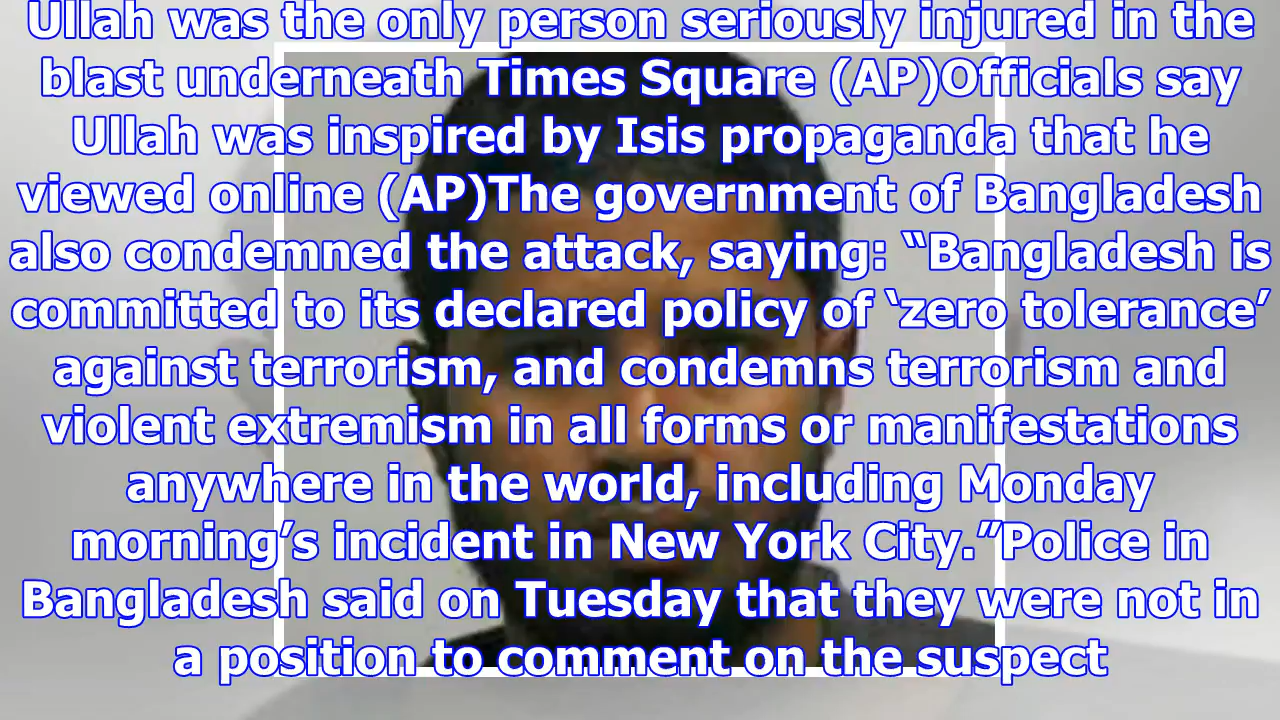 Ullah was the only person seriously injured in the
blast underneath Times Square (AP)Officials say
Ullah was inspired by Isis propaganda that he
viewed online (AP)The government of Bangladesh
also condemned the attack, saying: “Bangladesh is
committed to its declared policy of ‘zero tolerance’
against terrorism, and condemns terrorism and
violent extremism in all forms or manifestations
anywhere in the world, including Monday
morning’s incident in New York City.”Police in
Bangladesh said on Tuesday that they were not in
a position to comment on the suspect